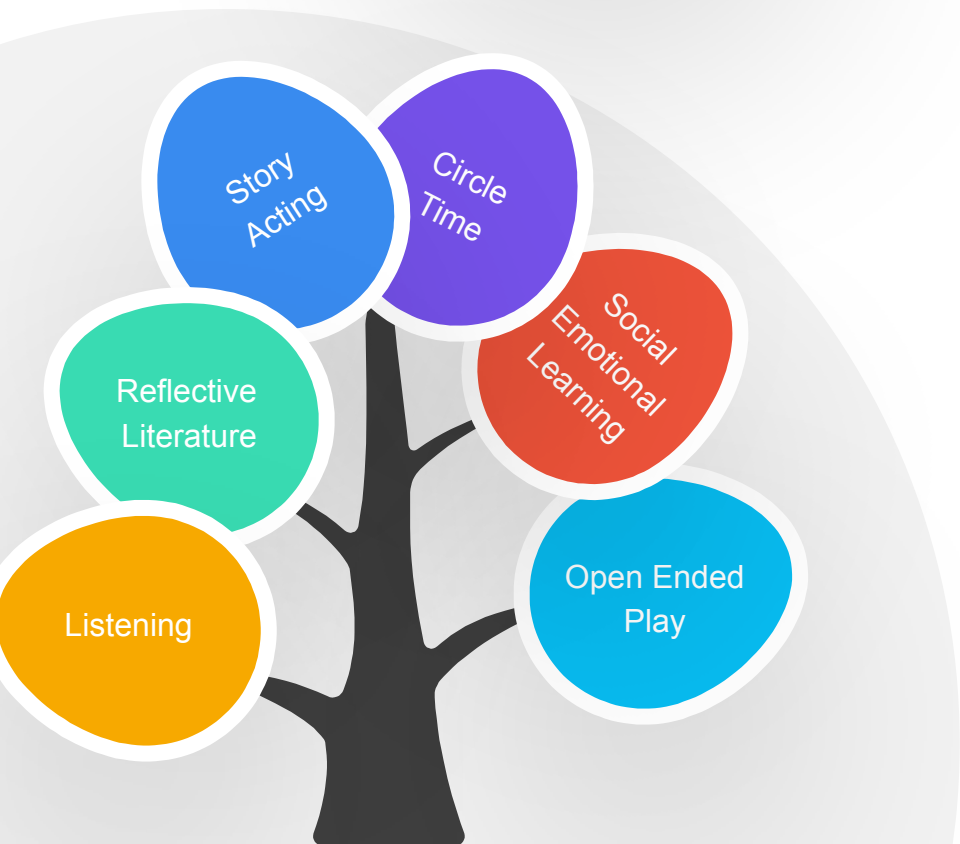 Story
Acting
Circle
Time
Social
Emotional
Learning
Reflective
Literature
Open Ended
Play
Listening